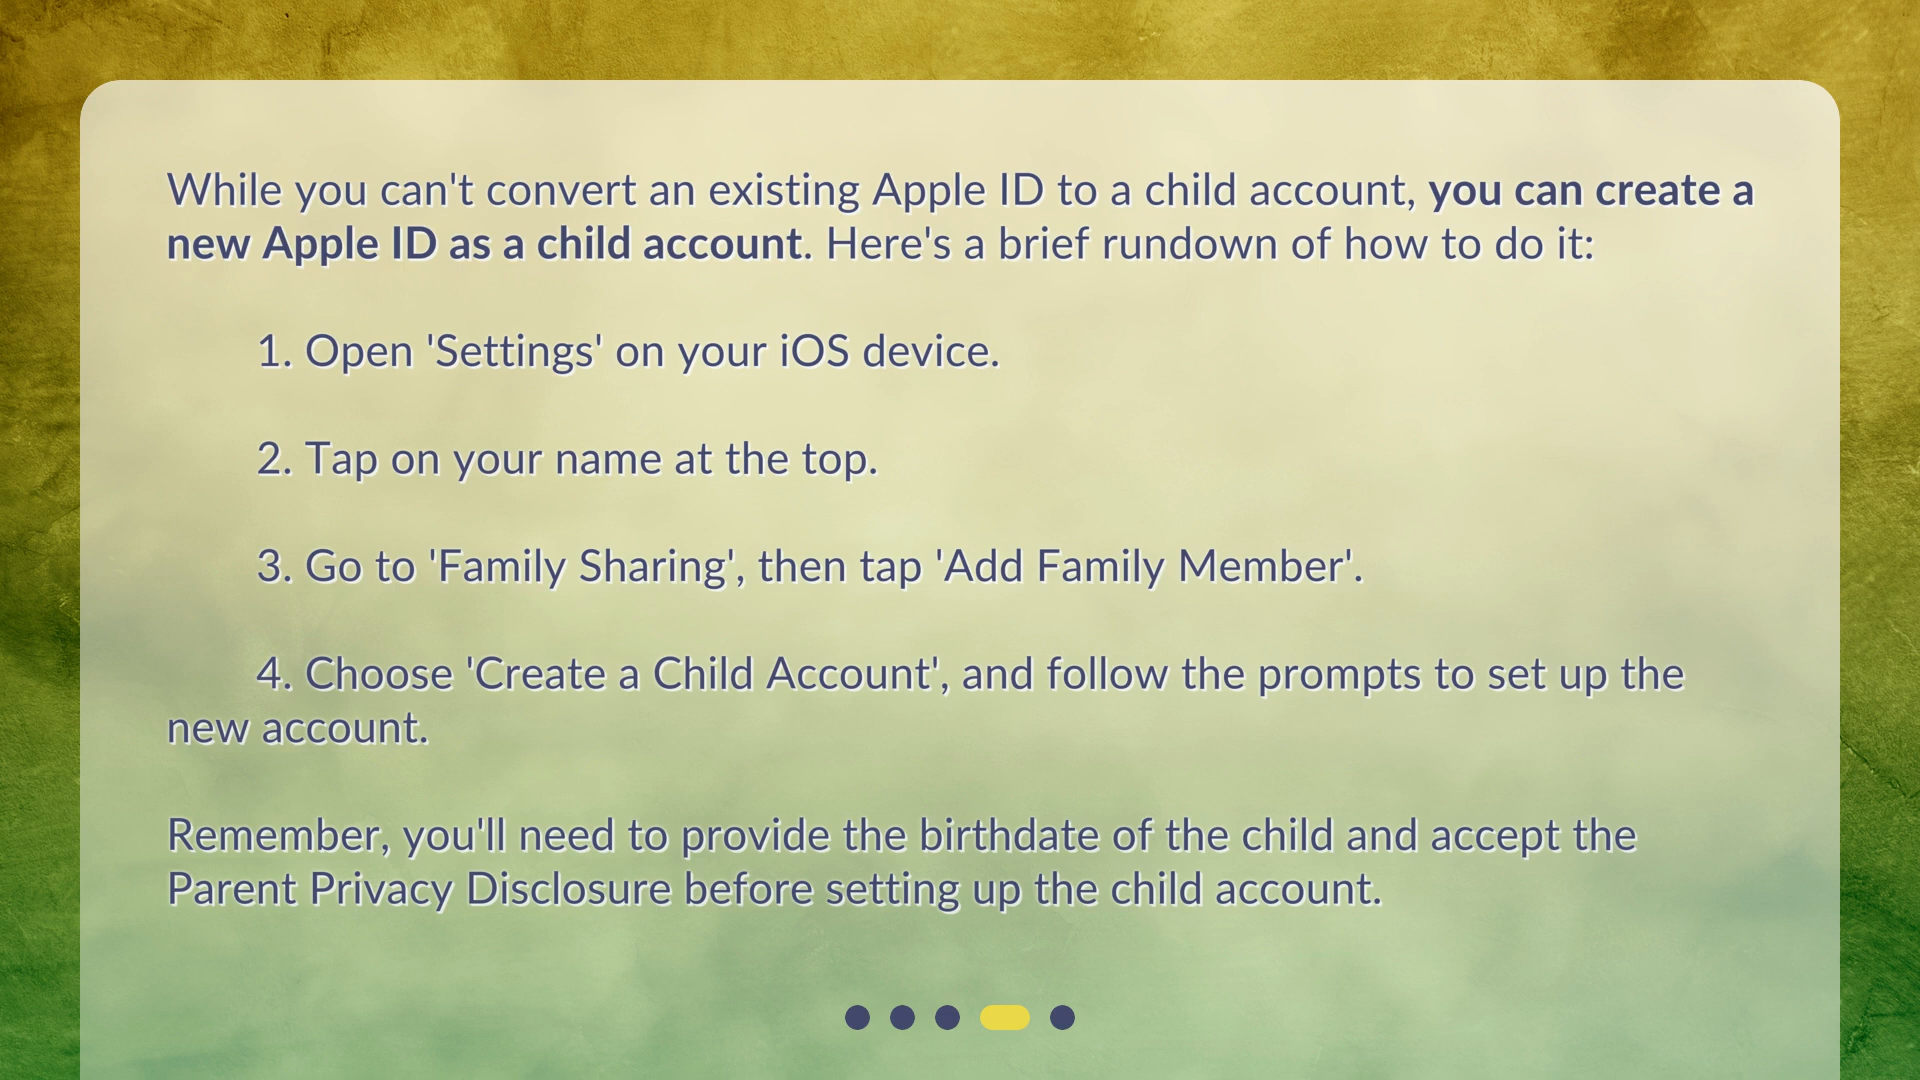 While you can't convert an existing Apple ID to a child account, you can create a
new Apple ID as a child account. Here's a brief rundown of how to do it:
1. Open 'Settings' on your iOS device.
2. Tap on your name at the top.
3. Go to 'Family Sharing', then tap 'Add Family Member'.
4. Choose 'Create a Child Account', and follow the prompts to set up the
new account.
Remember, you'll need to provide the birthdate of the child and accept the
Parent Privacy Disclosure before setting up the child account.